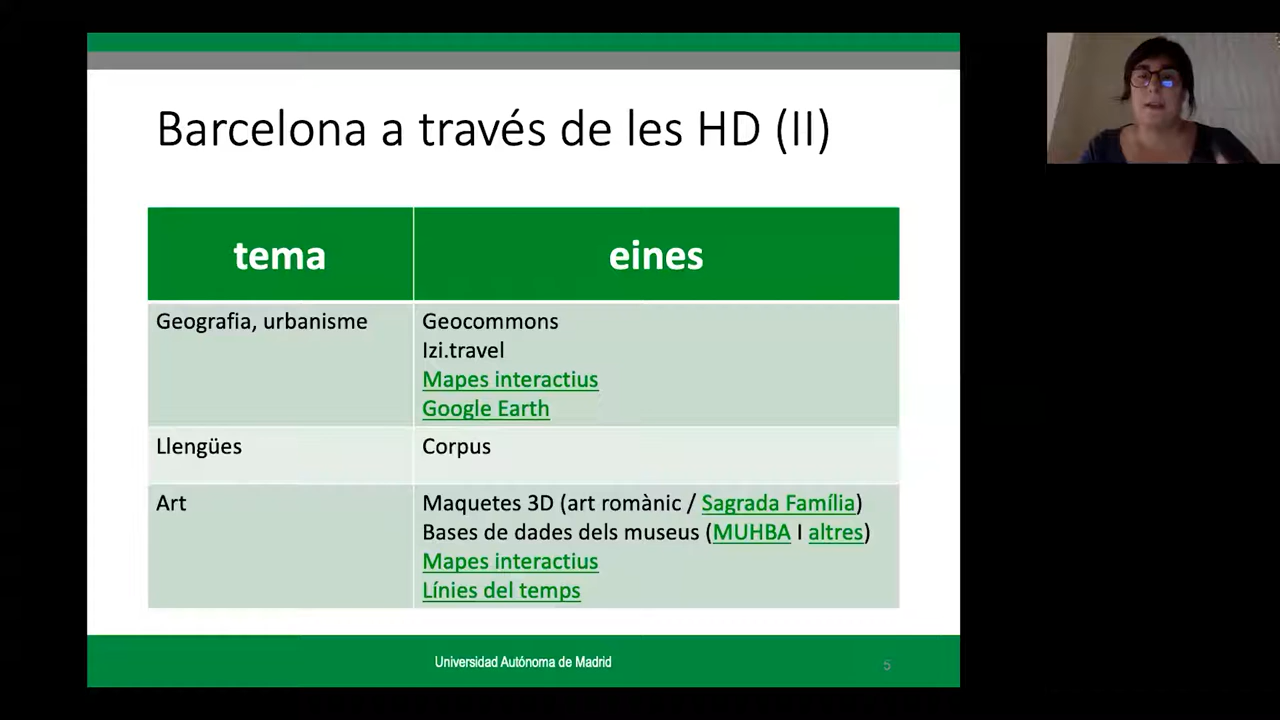 Barcelona a través de les HD (II)
tema
eines
Geografia, urbanisme
Geocommons
Izi.travel
Mapes interactius
Google Earth
Llengües
Corpus
Art
Maquetes 3D (art romànic / Sagrada Família)
Bases de dades dels museus (MUHBA I altres)
Mapes interactius
Línies del temps
Universidad Autónoma de Madrid
5